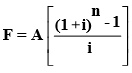 F = A [ ((1+i)^n - 1) / i ]